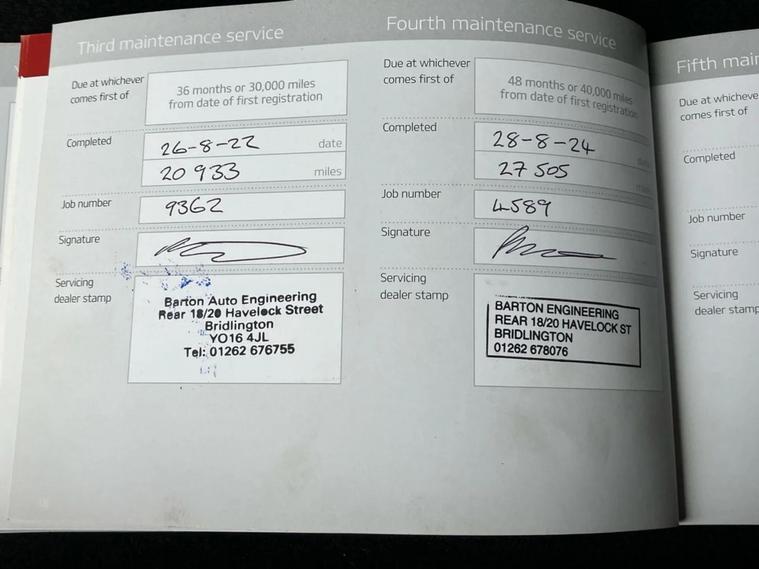 Third maintenance service
Due at whichever
comes first of
36 months or 30,000 miles
from date of first registration
Completed
26-8-22 date
20 933 miles
Job number
9362
Signature
Servicing
dealer stamp
Barton Auto Engineering
Rear 18/20 Havelock Street
Bridlington
YO16 4JL
Tel: 01262 676755
Fourth maintenance service
Due at whichever
comes first of
48 months or 40,000 miles
from date of first registration
Completed
28-8-24
27 505
Job number
4589
Signature
Servicing
dealer stamp
BARTON ENGINEERING
REAR 18/20 HAVELOCK ST
BRIDLINGTON
01262 678076
Fifth mai
Due at whicheve
comes first of
Completed
Job number
Signature
Servicing
dealer stamp